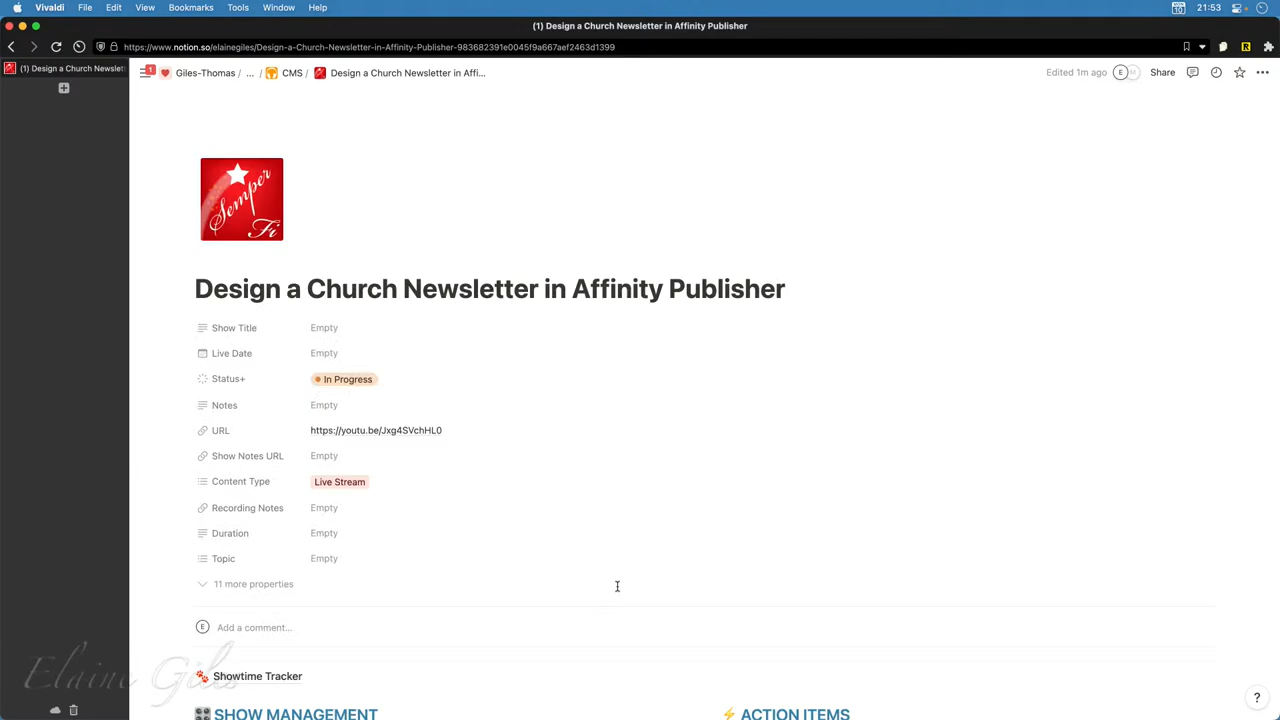 Vivaldi File Edit View Bookmarks Tools Window Help 21:53
(1) Design a Church Newsletter in Affinity Publisher
https://www.notion.so/elainegiles/Design-a-Church-Newsletter-in-Affinity-Publisher-983682391e0045f9a667aef2463d1399
(1) Design a Church Newslett
1 Giles-Thomas / ... / CMS / Design a Church Newsletter in Affi... Edited 1m ago E M Share
Semper
Fi
Design a Church Newsletter in Affinity Publisher
Show Title Empty
Live Date Empty
Status+ In Progress
Notes Empty
URL https://youtu.be/Jxg4SVchHL0
Show Notes URL Empty
Content Type Live Stream
Recording Notes Empty
Duration Empty
Topic Empty
11 more properties
E Add a comment...
Elaine Giles
Showtime Tracker
SHOW MANAGEMENT ACTION ITEMS
?